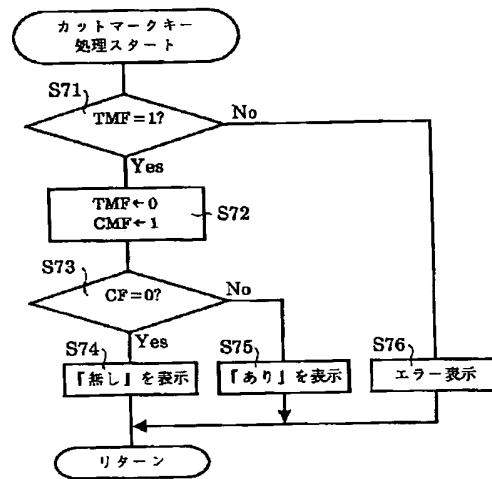 カットマークキー
処理スタート
S71
TMF=1?
No
Yes
TMF←0
CMF←1
S72
S73
CF=0?
No
Yes
S74
『無し』を表示
S75
『あり』を表示
S76
エラー表示
リターン